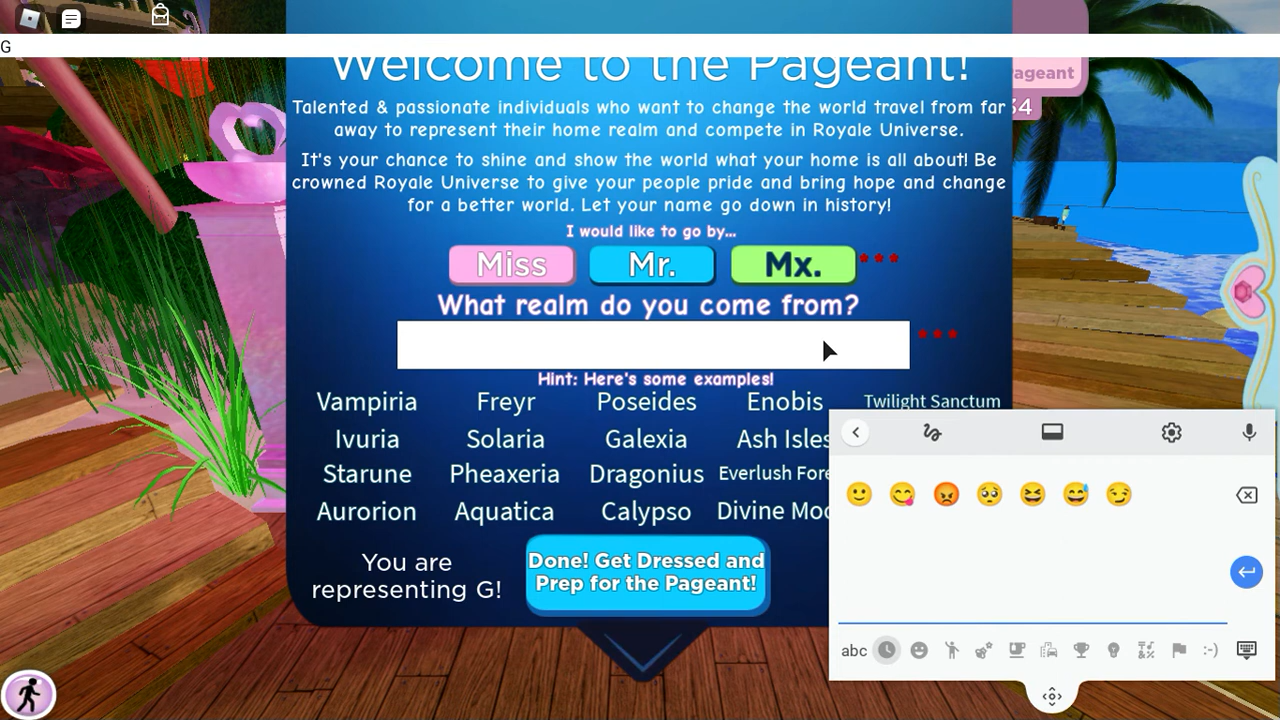 G
Welcome to the Pageant!
ageant
34
Talented & passionate individuals who want to change the world travel from far
away to represent their home realm and compete in Royale Universe.
It's your chance to shine and show the world what your home is all about! Be
crowned Royale Universe to give your people pride and bring hope and change
for a better world. Let your name go down in history!
I would like to go by...
Miss Mr. Mx. ***
What realm do you come from?
***
Hint: Here's some examples!
Vampiria Freyr Poseides Enobis Twilight Sanctum
Ivuria Solaria Galexia Ash Isles
Starune Pheaxeria Dragonius Everlush Fore
Aurorion Aquatica Calypso Divine Moo
You are
representing G!
Done! Get Dressed and
Prep for the Pageant!
abc :-)